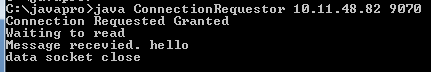 C:\javapro>java ConnectionRequestor 10.11.48.82 9070
Connection Requested Granted
Waiting to read
Message recevied. hello
data socket close